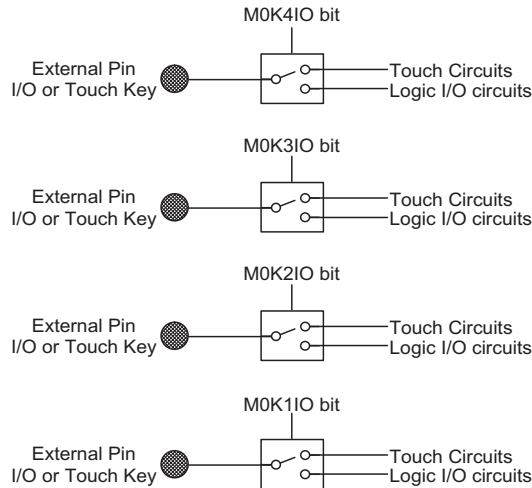 M0K4IO bit
External Pin
I/O or Touch Key
Touch Circuits
Logic I/O circuits
M0K3IO bit
External Pin
I/O or Touch Key
Touch Circuits
Logic I/O circuits
M0K2IO bit
External Pin
I/O or Touch Key
Touch Circuits
Logic I/O circuits
M0K1IO bit
External Pin
I/O or Touch Key
Touch Circuits
Logic I/O circuits